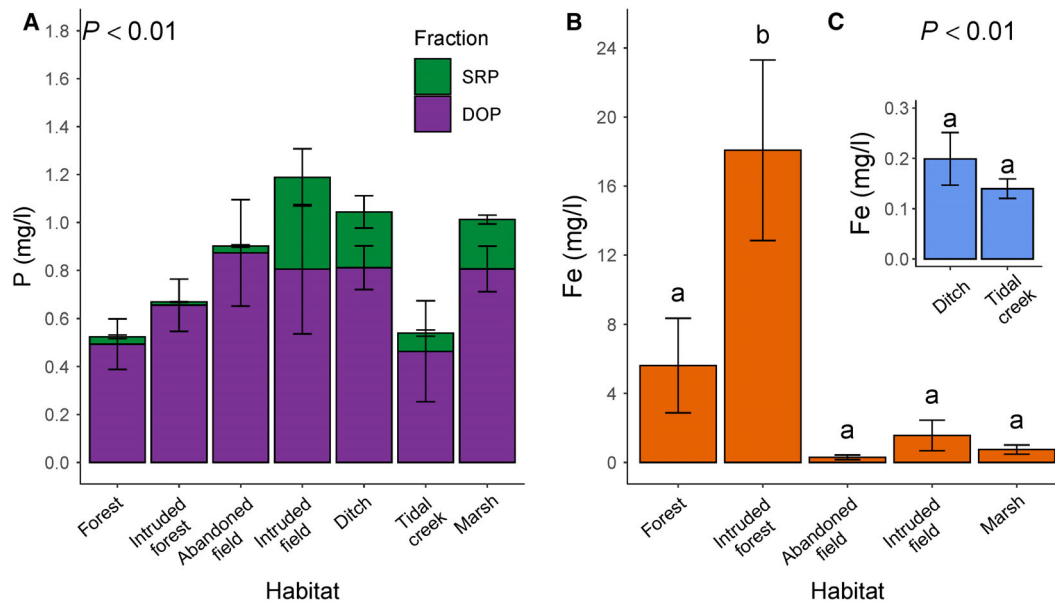 A
P < 0.01
Fraction
SRP
DOP
P (mg/l)
1.8
1.6
1.4
1.2
1.0
0.8
0.6
0.4
0.2
0.0
Forest
Intruded
forest
Abandoned
field
Intruded
field
Ditch
Tidal
creek
Marsh
Habitat
B
Fe (mg/l)
24
22
18
16
12
8
4
0
a
b
a
a
a
Forest
Intruded
forest
Abandoned
field
Intruded field
Marsh
Habitat
C
P < 0.01
Fe (mg/l)
0.3
0.2
0.1
0.0
a
a
Ditch
Tidal
creek